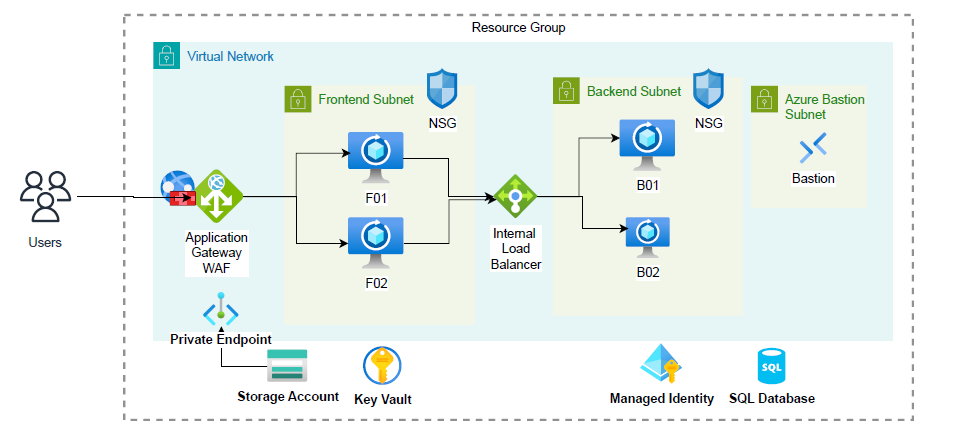 Resource Group
Virtual Network
Frontend Subnet
NSG
Backend Subnet
NSG
Azure Bastion
Subnet
Bastion
F01
B01
Users
Application
Gateway
WAF
Internal
Load
Balancer
F02
B02
Private Endpoint
Storage Account
Key Vault
Managed Identity
SQL
SQL Database